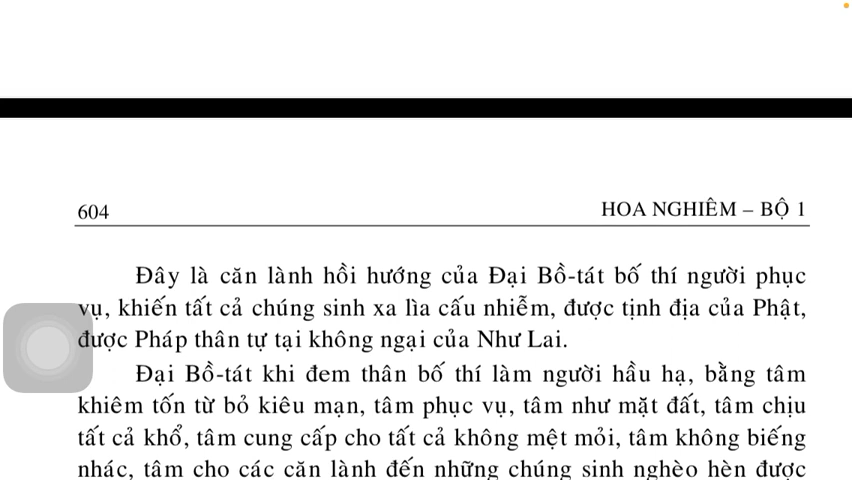 604
HOA NGHIÊM – BỘ 1
Đây là căn lành hồi hướng của Đại Bồ-tát bố thí người phục
vụ, khiến tất cả chúng sinh xa lìa cấu nhiễm, được tịnh địa của Phật,
được Pháp thân tự tại không ngại của Như Lai.
Đại Bồ-tát khi đem thân bố thí làm người hầu hạ, bằng tâm
khiêm tốn từ bỏ kiêu mạn, tâm phục vụ, tâm như mặt đất, tâm chịu
tất cả khổ, tâm cung cấp cho tất cả không mệt mỏi, tâm không biếng
nhác, tâm cho các căn lành đến những chúng sinh nghèo hèn được